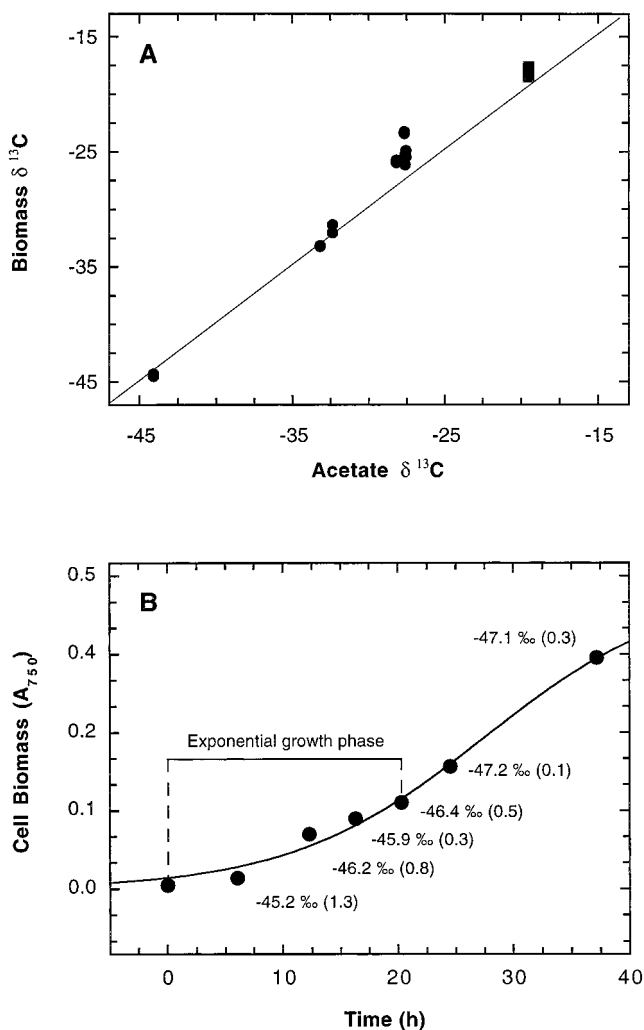 A
-15
-25
-35
-45
Biomass δ ¹³C
-45 -35 -25 -15
Acetate δ ¹³C
B
0.5
0.4
0.2
0.1
0.0
Cell Biomass (A₇₅₀)
-47.1 ‰ (0.3)
Exponential growth phase
-47.2 ‰ (0.1)
-46.4 ‰ (0.5)
-45.9 ‰ (0.3)
-46.2 ‰ (0.8)
-45.2 ‰ (1.3)
0 10 20 30 40
Time (h)